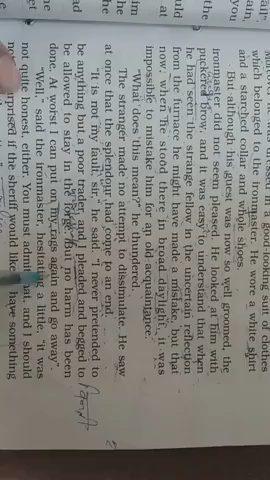 dressed in a good-looking suit of clothes
which belonged to the ironmaster. He wore a white shirt
and a starched collar and whole shoes.
But although his guest was now so well groomed, the
ironmaster did not seem pleased. He looked at him with
puckered brow, and it was easy to understand that when
he had seen the strange fellow in the uncertain reflection
from the furnace he might have made a mistake, but that
now, when he stood there in broad daylight, it was
impossible to mistake him for an old acquaintance.
"What does this mean?" he thundered.
The stranger made no attempt to dissimulate. He saw
at once that the splendour had come to an end.
"It is not my fault, sir," he said. "I never pretended to
be anything but a poor trader, and pleaded and begged to
be allowed to stay in the forge. But no harm has been
done. At worst I can put on my rags again and go away".
"Well," said the ironmaster, hesitating a little, "it was
not quite honest, either. You must admit that, and I should
not be surprised if the sheriff would like to have something